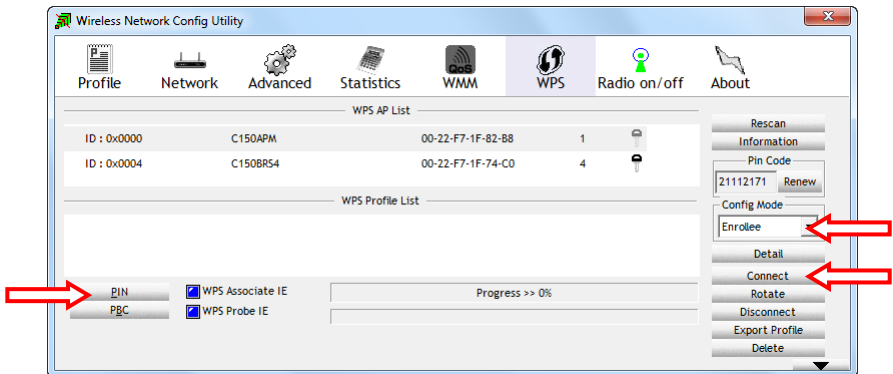 Wireless Network Config Utility
x
P=
QoS
Profile Network Advanced Statistics WMM WPS Radio on/off About
WPS AP List
ID : 0x0000 C150APM 00-22-F7-1F-82-B8 1
ID : 0x0004 C150BRS4 00-22-F7-1F-74-C0 4
WPS Profile List
PIN
PBC
WPS Associate IE
WPS Probe IE
Progress >> 0%
Rescan
Information
Pin Code
21112171 Renew
Config Mode
Enrollee
Detail
Connect
Rotate
Disconnect
Export Profile
Delete